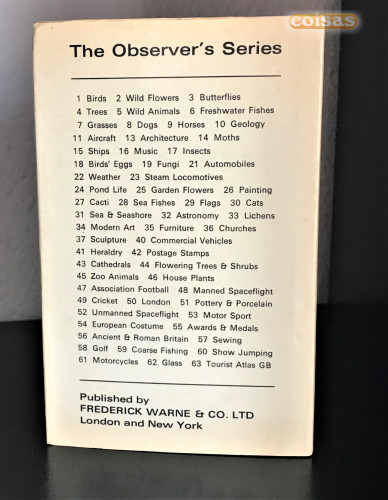 coisas
The Observer's Series
1 Birds 2 Wild Flowers 3 Butterflies
4 Trees 5 Wild Animals 6 Freshwater Fishes
7 Grasses 8 Dogs 9 Horses 10 Geology
11 Aircraft 13 Architecture 14 Moths
15 Ships 16 Music 17 Insects
18 Birds' Eggs 19 Fungi 21 Automobiles
22 Weather 23 Steam Locomotives
24 Pond Life 25 Garden Flowers 26 Painting
27 Cacti 28 Sea Fishes 29 Flags 30 Cats
31 Sea & Seashore 32 Astronomy 33 Lichens
34 Modern Art 35 Furniture 36 Churches
37 Sculpture 40 Commercial Vehicles
41 Heraldry 42 Postage Stamps
43 Cathedrals 44 Flowering Trees & Shrubs
45 Zoo Animals 46 House Plants
47 Association Football 48 Manned Spaceflight
49 Cricket 50 London 51 Pottery & Porcelain
52 Unmanned Spaceflight 53 Motor Sport
54 European Costume 55 Awards & Medals
56 Ancient & Roman Britain 57 Sewing
58 Golf 59 Coarse Fishing 60 Show Jumping
61 Motorcycles 62 Glass 63 Tourist Atlas GB
Published by
FREDERICK WARNE & CO. LTD
London and New York